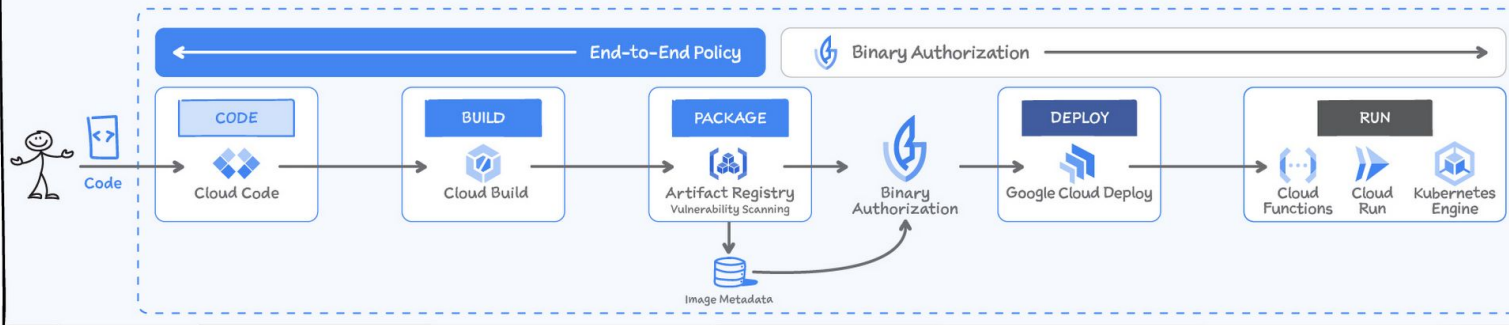 End-to-End Policy
Binary Authorization
Code
CODE
Cloud Code
BUILD
Cloud Build
PACKAGE
Artifact Registry
Vulnerability Scanning
Image Metadata
Binary
Authorization
DEPLOY
Google Cloud Deploy
RUN
Cloud
Functions
Cloud
Run
Kubernetes
Engine